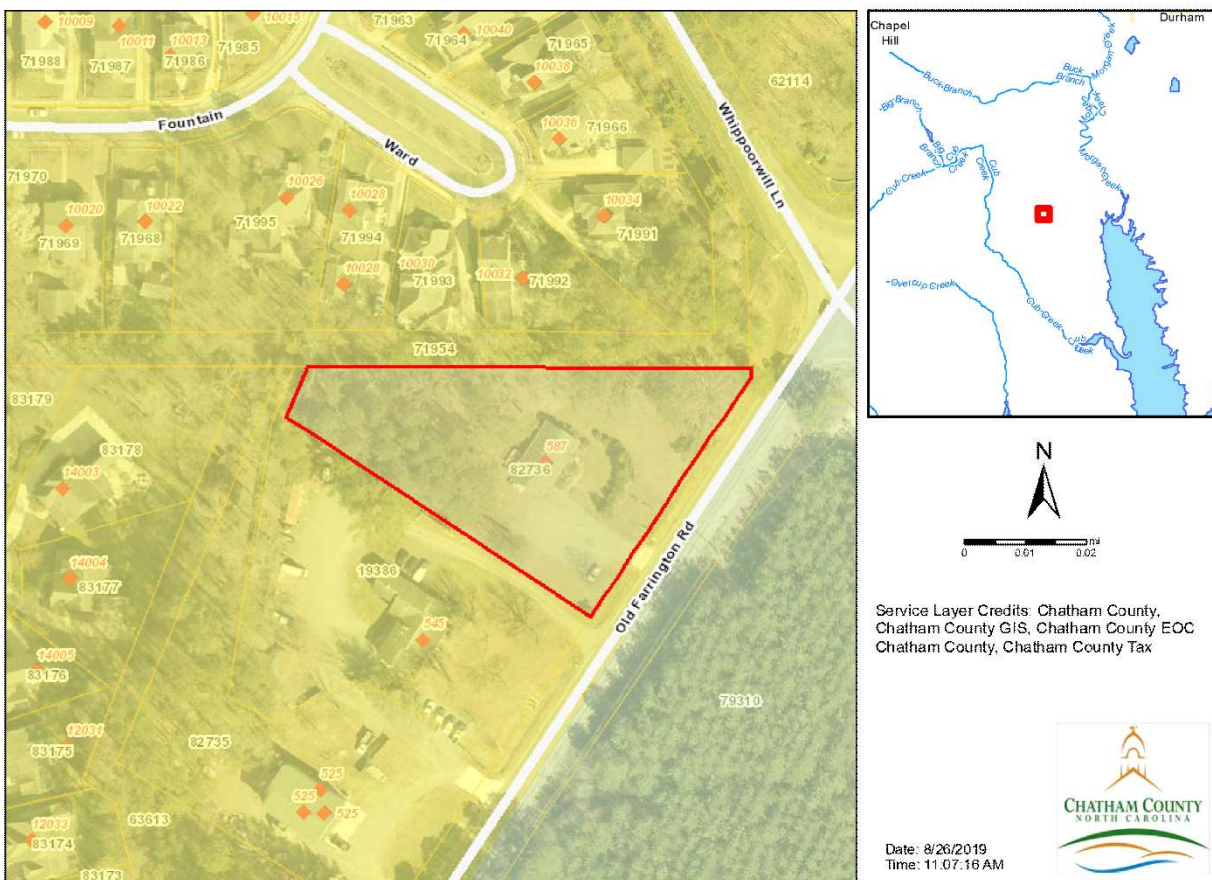 10009
10011
10013
10015
71988
71987
71986
71985
71963
71964
10040
71965
10038
10036
71966
62114
Fountain
Ward
Whippoorwill Ln
71970
10020
71969
10022
71968
10026
71995
10028
71994
10028
10030
71993
10032
71992
10034
71991
71954
83179
83178
14003
587
82736
14004
83177
19386
545
Old Farrington Rd
14005
83176
79310
12031
83175
82735
525
525
525
63613
12033
83174
83173
Chapel
Hill
Durham
Buck Branch
Buck
Branch
Morgan Creek
Big Branch
Big
Branch
Cub
Creek
Cub Creek
Cub
Creek
Morgan Creek
Overcup Creek
Cub Creek
Cub
Creek
N
0 0.01 0.02 mi
Service Layer Credits: Chatham County,
Chatham County GIS, Chatham County EOC
Chatham County, Chatham County Tax
CHATHAM COUNTY
NORTH CAROLINA
Date: 8/26/2019
Time: 11:07:16 AM